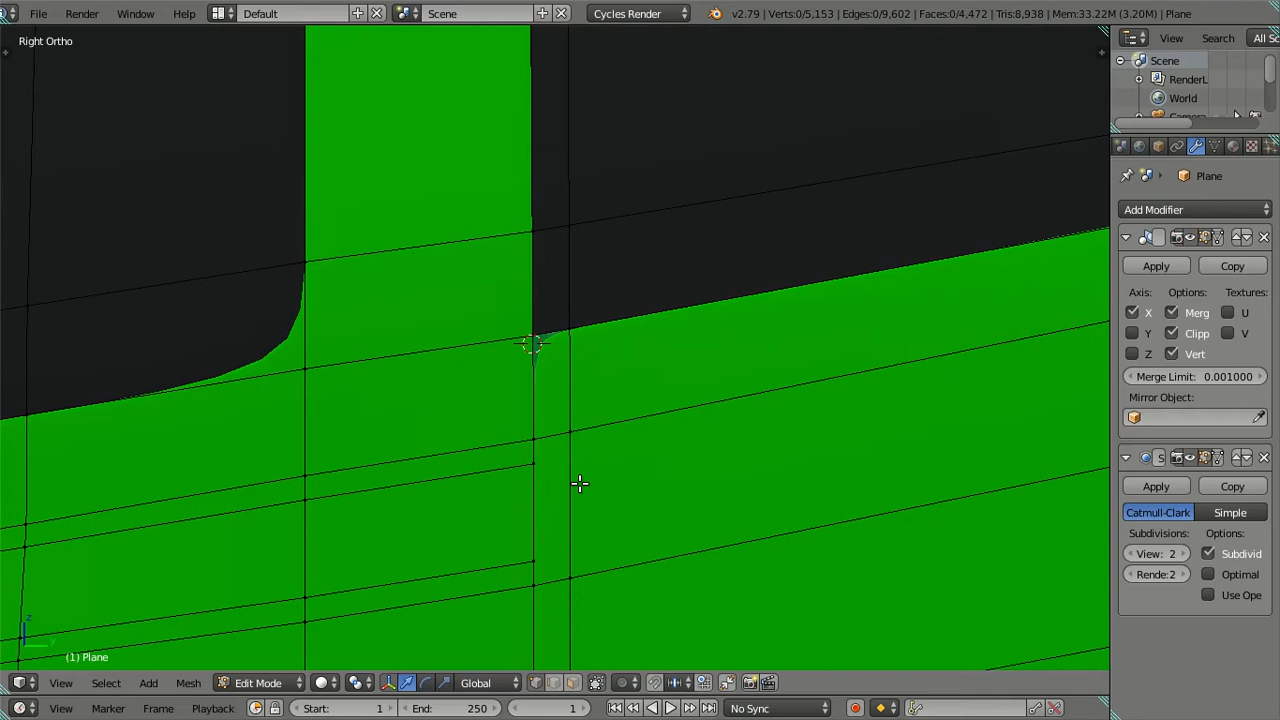 File Render Window Help Default Scene Cycles Render v2.79 | Verts:0/5,153 | Edges:0/9,602 | Faces:0/4,472 | Tris:8,938 | Mem:33.22M (3.20M) | Plane
Right Ortho
View Search All Sc
Scene
RenderL
World
Camera
Plane
Add Modifier
Apply Copy
Axis: Options: Textures:
X Merg U
Y Clipp V
Z Vert
Merge Limit: 0.001000
Mirror Object:
S
Apply Copy
Catmull-Clark Simple
Subdivisions: Options:
View: 2 Subdivid
Rende:2 Optimal
Use Ope
z
y
(1) Plane
View Select Add Mesh Edit Mode Global
View Marker Frame Playback Start: 1 End: 250 1 No Sync